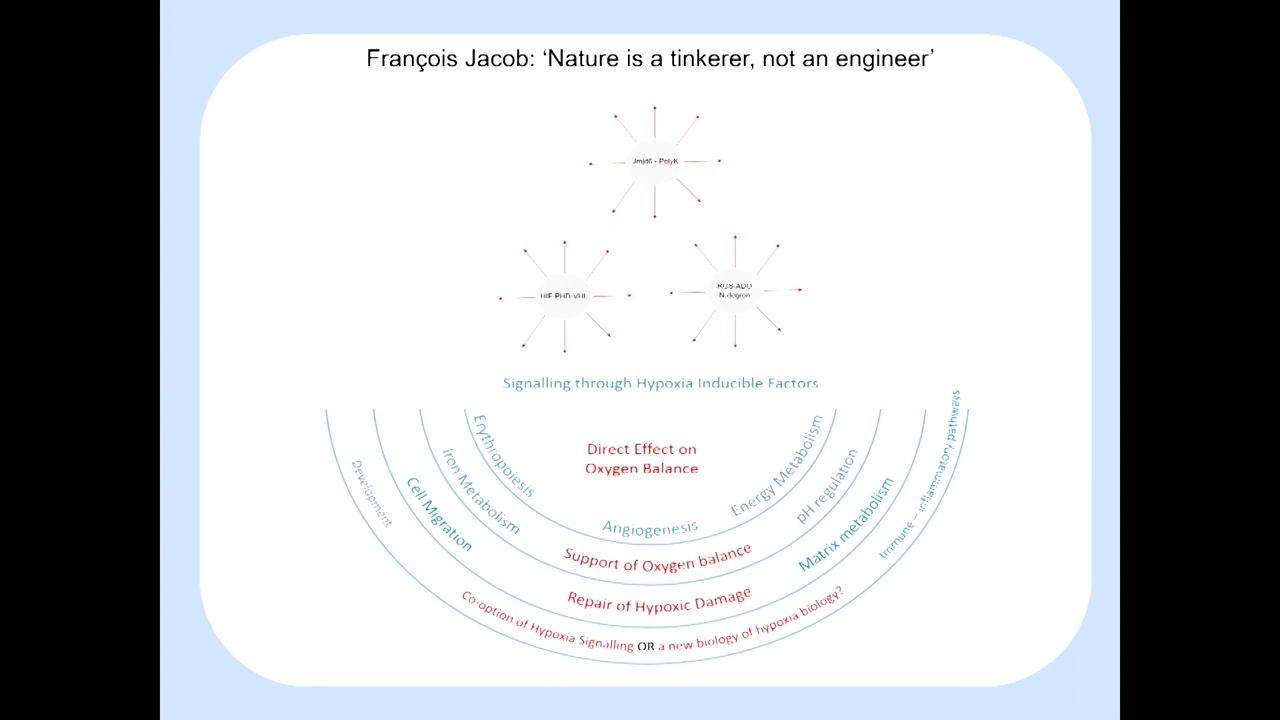 François Jacob: ‘Nature is a tinkerer, not an engineer’
Jmjd6 - PolyK
HIF-PHD-VHL
RGS-ADO
N-degron
Signalling through Hypoxia Inducible Factors
Direct Effect on
Oxygen Balance
Erythropoiesis
Angiogenesis
Energy Metabolism
Iron Metabolism
Support of Oxygen balance
pH regulation
Cell Migration
Repair of Hypoxic Damage
Matrix metabolism
Development
Co-option of Hypoxia Signalling OR a new biology of hypoxia biology?
Immune – inflammatory pathways